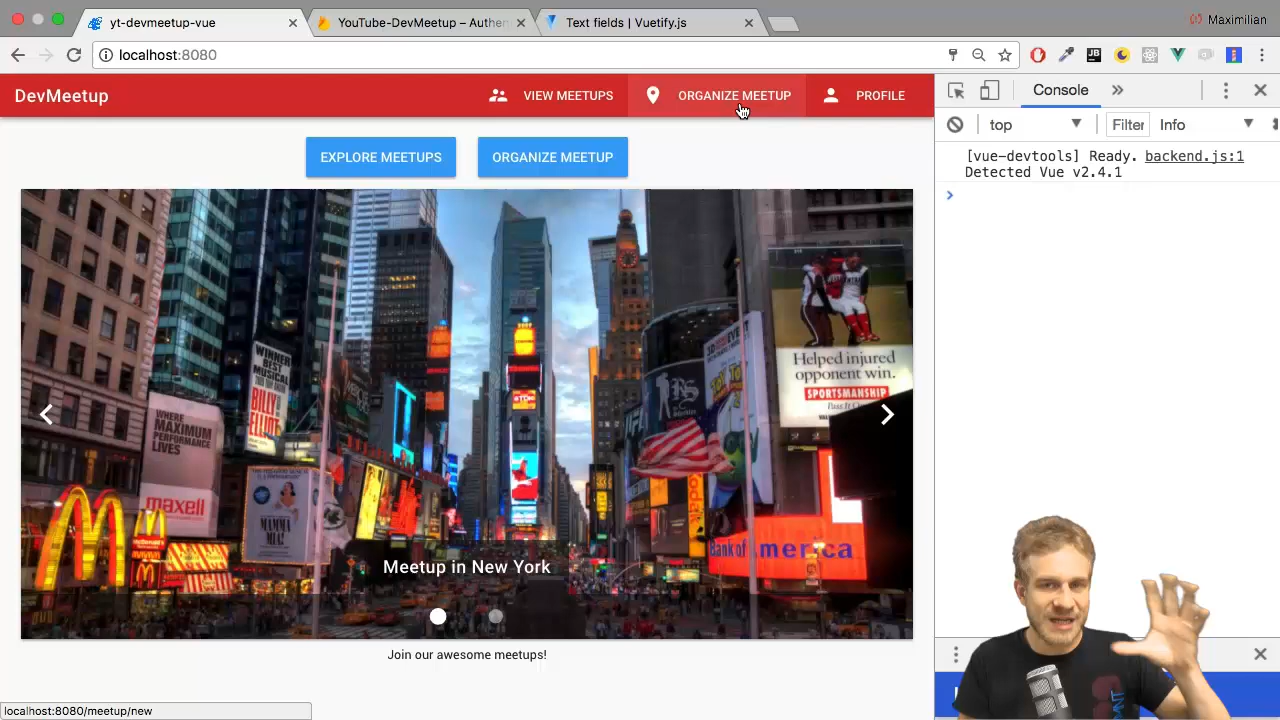 yt-devmeetup-vue
YouTube-DevMeetup – Authen
Text fields | Vuetify.js
Maximilian
localhost:8080
DevMeetup
VIEW MEETUPS
ORGANIZE MEETUP
PROFILE
Console
top
Filter
Info
[vue-devtools] Ready. backend.js:1
Detected Vue v2.4.1
EXPLORE MEETUPS
ORGANIZE MEETUP
WINNER
BEST
MUSICAL
BILLY
ELLIOT
WHERE
MAXIMUM
PERFORMANCE
LIVES
maxell
MAMMA
MIA!
Helped injured
opponent win.
SPORTSMANSHIP
Pass It On
Bank of America
Meetup in New York
Join our awesome meetups!
localhost:8080/meetup/new